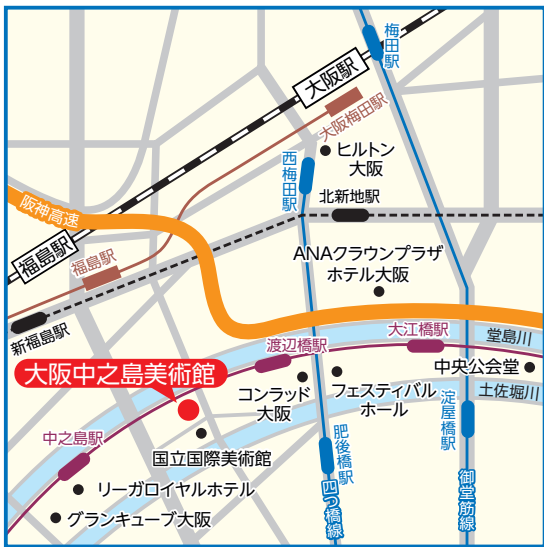 梅田駅
大阪駅
大阪梅田駅
ヒルトン
大阪
西梅田駅
北新地駅
阪神高速
福島駅
福島駅
ANAクラウンプラザ
ホテル大阪
新福島駅
渡辺橋駅
大江橋駅
堂島川
大阪中之島美術館
中央公会堂
コンラッド
大阪
フェスティバル
ホール
土佐堀川
淀屋橋駅
中之島駅
国立国際美術館
肥後橋駅
リーガロイヤルホテル
四つ橋線
御堂筋線
グランキューブ大阪